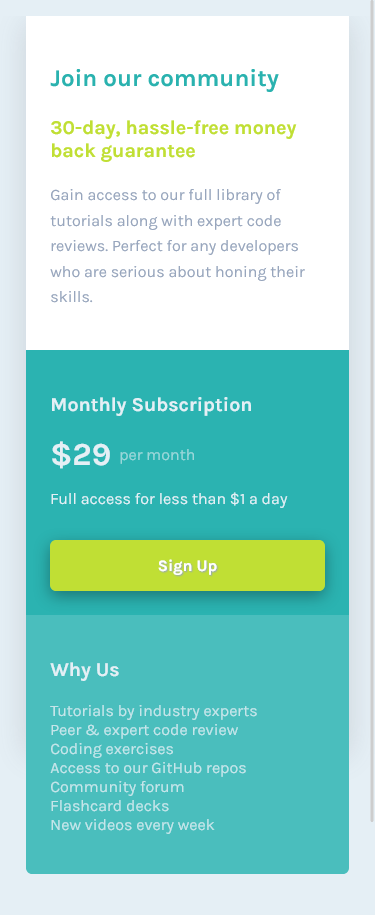 Join our community
30-day, hassle-free money
back guarantee
Gain access to our full library of
tutorials along with expert code
reviews. Perfect for any developers
who are serious about honing their
skills.
Monthly Subscription
$29 per month
Full access for less than $1 a day
Sign Up
Why Us
Tutorials by industry experts
Peer & expert code review
Coding exercises
Access to our GitHub repos
Community forum
Flashcard decks
New videos every week